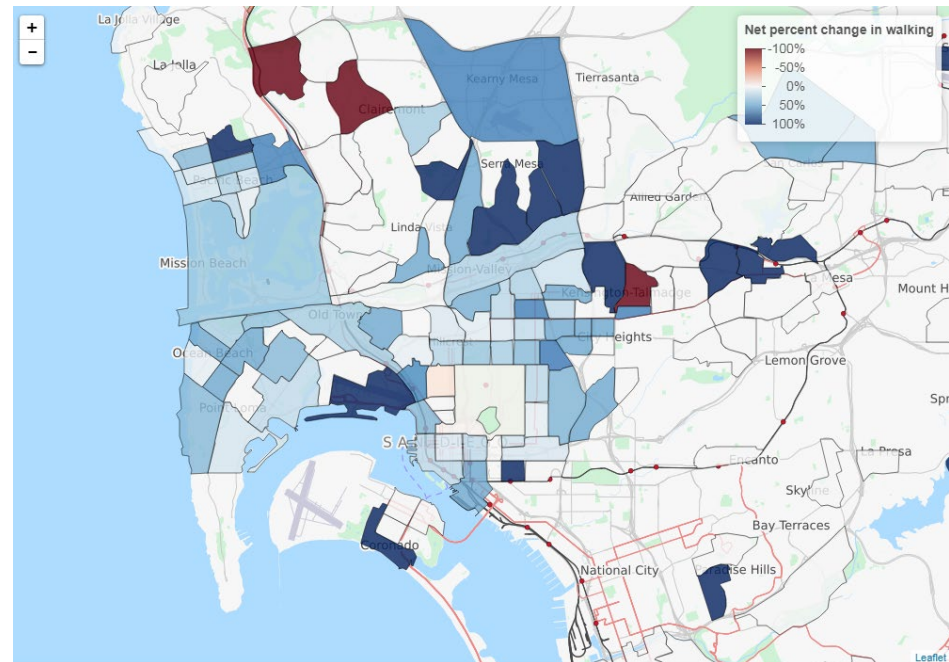 La Jolla Village
+
−
Net percent change in walking
-100%
-50%
0%
50%
100%
La Jolla
Kearny Mesa
Tierrasanta
Clairemont
Serra Mesa
Pacific Beach
Allied Gardens
Linda Vista
Mission Beach
Mission-Valley
La Mesa
Kensington-Talmadge
Mount H
Old Town
Hillcrest
City Heights
Ocean Beach
Lemon Grove
Point Loma
Spr
La Presa
Encanto
Skyline
Bay Terraces
Coronado
National City
Paradise Hills
Leaflet